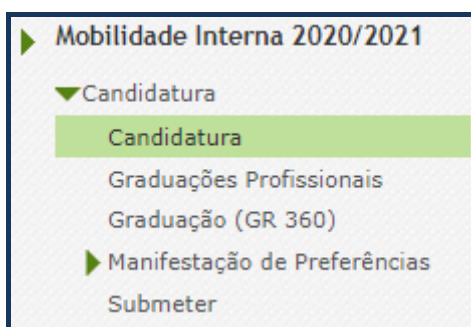 Mobilidade Interna 2020/2021
Candidatura
Candidatura
Graduações Profissionais
Graduação (GR 360)
Manifestação de Preferências
Submeter